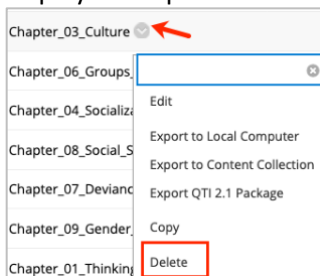 Chapter_03_Culture
Chapter_06_Groups_
Chapter_04_Socializa
Edit
Export to Local Computer
Chapter_08_Social_S
Export to Content Collection
Chapter_07_Devianc
Export QTI 2.1 Package
Chapter_09_Gender_
Copy
Chapter_01_Thinking
Delete